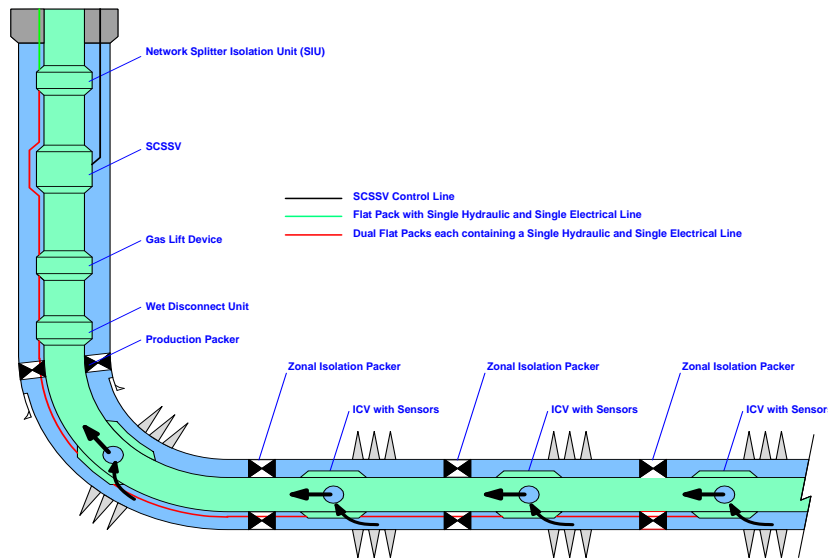 Network Splitter Isolation Unit (SIU)
SCSSV
SCSSV Control Line
Flat Pack with Single Hydraulic and Single Electrical Line
Dual Flat Packs each containing a Single Hydraulic and Single Electrical Line
Gas Lift Device
Wet Disconnect Unit
Production Packer
Zonal Isolation Packer
Zonal Isolation Packer
Zonal Isolation Packer
ICV with Sensors
ICV with Sensors
ICV with Sensors